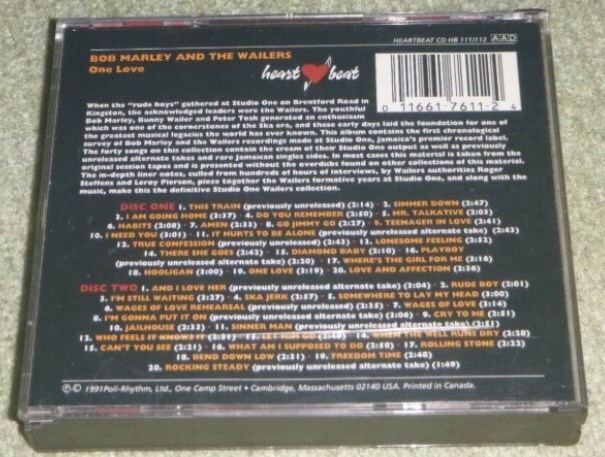 HEARTBEAT CD HB 111/112 AAD
BOB MARLEY AND THE WAILERS
One Love
heart beat
0 11661-7611-2 4
When the "rude boys" gathered at Studio One on Brentford Road in
Kingston, the acknowledged leaders were the Wailers. The youthful
Bob Marley, Bunny Wailer and Peter Tosh generated an enthusiasm
which was one of the cornerstones of the Ska era, and those early days laid the foundation for one of
the greatest musical legacies the world has ever known. This album contains the first chronological
survey of Bob Marley and the Wailers recordings made at Studio One, Jamaica's premier record label.
The forty songs on this collection contain the cream of their Studio One output as well as previously
unreleased alternate takes and rare Jamaican singles sides. In most cases this material is taken from the
original session tapes and is presented without the overdubs found on other collections of this material.
The in-depth liner notes, culled from hundreds of hours of interviews, by Wailers authorities Roger
Steffens and Leroy Pierson, piece together the Wailers formative years at Studio One, and along with the
music, make this the definitive Studio One Wailers collection.
DISC ONE 1. THIS TRAIN (previously unreleased) (2:14) • 2. SIMMER DOWN (2:47)
3. I AM GOING HOME (3:37) • 4. DO YOU REMEMBER (2:50) • 5. MR. TALKATIVE (2:03)
6. HABITS (2:00) • 7. AMEN (2:33) • 8. GO JIMMY GO (2:27) • 9. TEENAGER IN LOVE (2:41)
10. I NEED YOU (3:01) • 11. IT HURTS TO BE ALONE (previously unreleased alternate take) (2:43)
12. TRUE CONFESSION (previously unreleased) (2:43) • 13. LONESOME FEELING (2:52)
14. THERE SHE GOES (2:42) • 15. DIAMOND BABY (2:10) • 16. PLAYBOY
(previously unreleased alternate take) (2:20) • 17. WHERE'S THE GIRL FOR ME (2:16)
18. HOOLIGAN (3:00) • 19. ONE LOVE (3:19) • 20. LOVE AND AFFECTION (2:36)
DISC TWO 1. AND I LOVE HER (previously unreleased alternate take) (2:04) • 2. RUDE BOY (2:01)
3. I'M STILL WAITING (3:27) • 4. SKA JERK (2:57) • 5. SOMEWHERE TO LAY MY HEAD (3:00)
6. WAGES OF LOVE REHEARSAL (previously unreleased) (2:35) • 7. WAGES OF LOVE (3:14)
8. I'M GONNA PUT IT ON (previously unreleased alternate take) (3:06) • 9. CRY TO ME (2:51)
10. JAILHOUSE (2:33) • 11. SINNER MAN (previously unreleased alternate take) (2:51)
12. WHO FEELS IT KNOWS IT • 13. LET HIM GO (2:40) • 14. WHEN THE WELL RUNS DRY (2:28)
15. CAN'T YOU SEE (2:31) • 16. WHAT AM I SUPPOSED TO DO (2:58) • 17. ROLLING STONE (2:23)
18. BEND DOWN LOW (2:31) • 19. FREEDOM TIME (2:48)
20. ROCKING STEADY (previously unreleased alternate take) (1:49)
℗© 1991 Poli-Rhythm, Ltd., One Camp Street • Cambridge, Massachusetts 02140 USA. Printed in Canada.